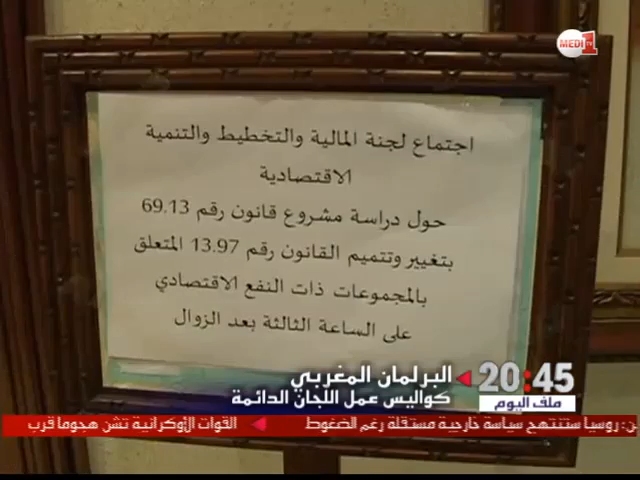 MEDI 1 TV
اجتماع لجنة المالية والتخطيط والتنمية
الاقتصادية
حول دراسة مشروع قانون رقم 69.13
بتغيير وتتميم القانون رقم 13.97 المتعلق
بالمجموعات ذات النفع الاقتصادي
على الساعة الثالثة بعد الزوال
البرلمان المغربي
كواليس عمل اللجان الدائمة
20:45
ملف اليوم
ـن: روسيا ستنتهج سياسة خارجية مستقلة رغم الضغوط
القوات الأوكرانية تشن هجوما قرب